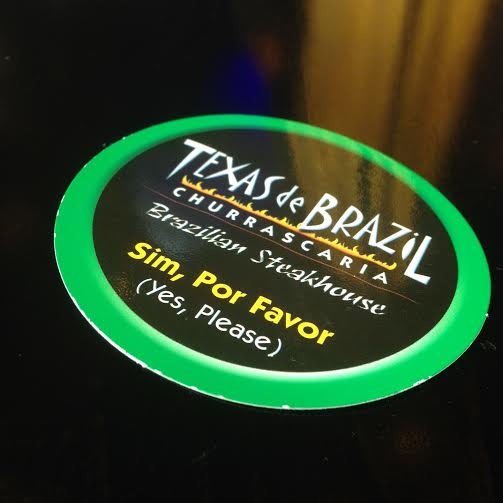 TEXAS de BRAZIL
CHURRASCARIA
Brazilian Steakhouse
Sim, Por Favor
(Yes, Please)